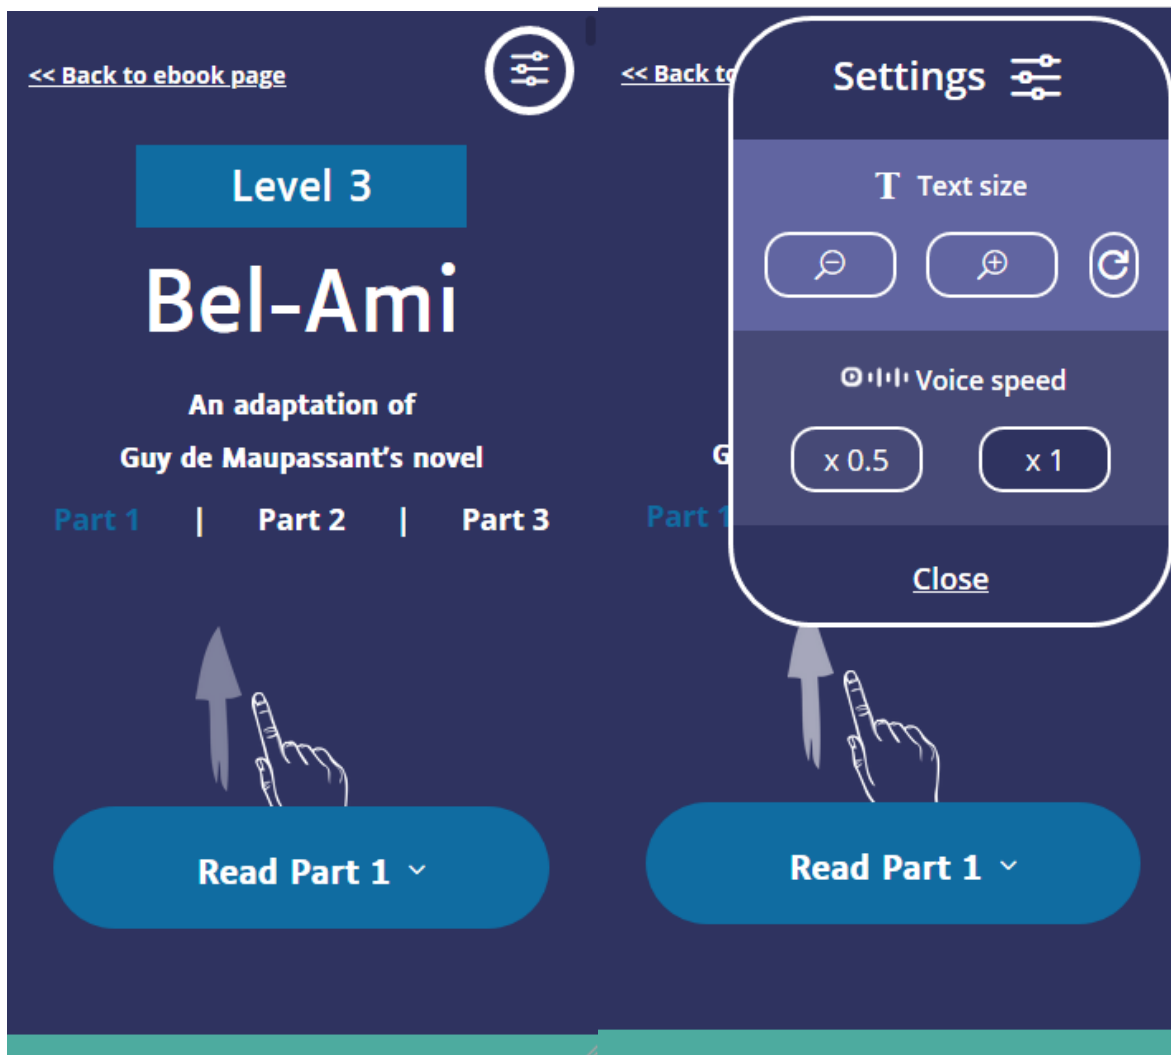 << Back to ebook page
Level 3
Bel-Ami
An adaptation of
Guy de Maupassant's novel
Part 1 | Part 2 | Part 3
Read Part 1
<< Back to
Settings
T Text size
Voice speed
x 0.5 x 1
G
Part 1
Close
Read Part 1